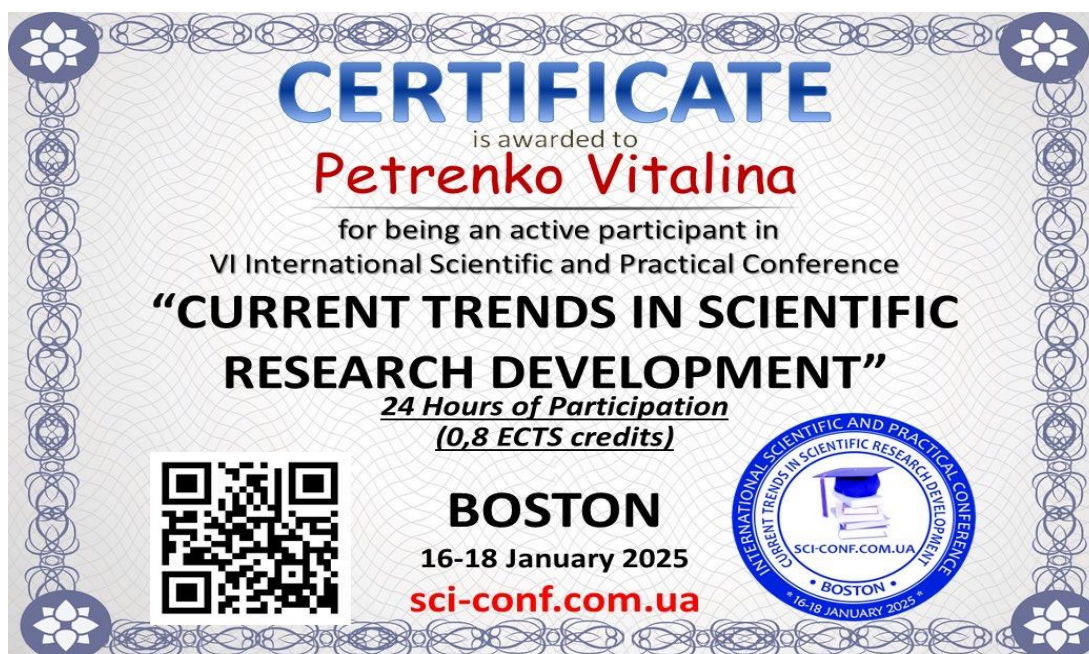 CERTIFICATE
is awarded to
Petrenko Vitalina
for being an active participant in
VI International Scientific and Practical Conference
“CURRENT TRENDS IN SCIENTIFIC
RESEARCH DEVELOPMENT”
24 Hours of Participation
(0,8 ECTS credits)
BOSTON
16-18 January 2025
sci-conf.com.ua
INTERNATIONAL SCIENTIFIC AND PRACTICAL CONFERENCE
CURRENT TRENDS IN SCIENTIFIC RESEARCH DEVELOPMENT
SCI-CONF.COM.UA
• BOSTON •
* 16-18 JANUARY 2025 *